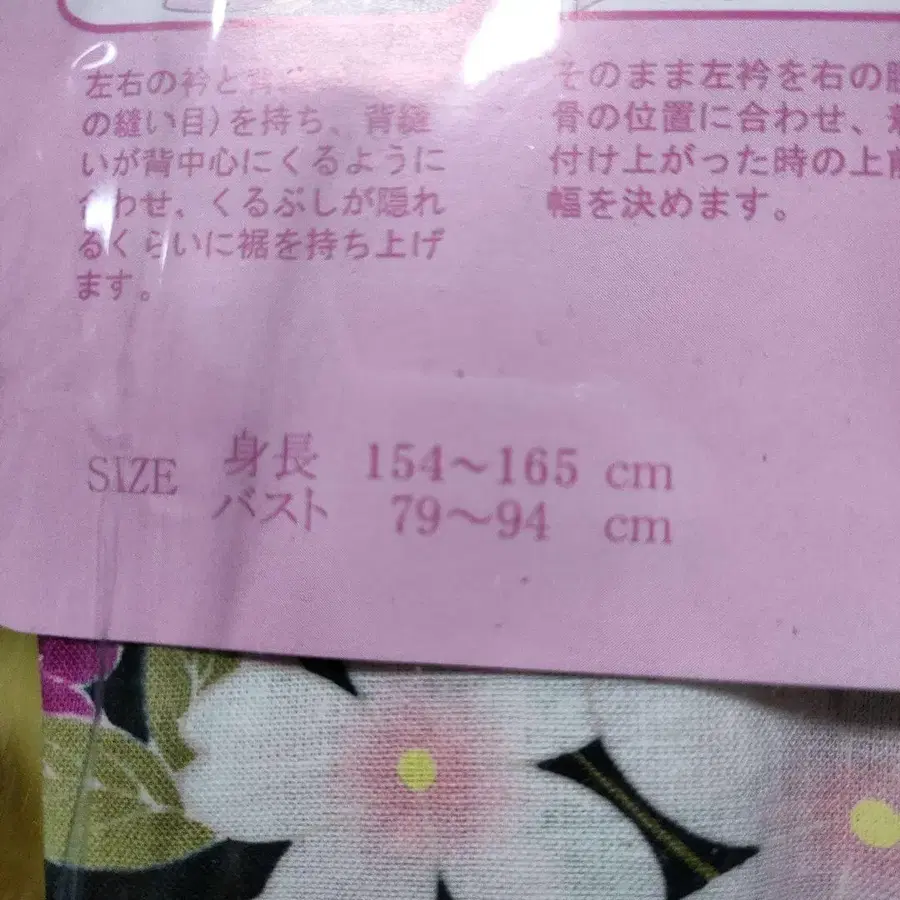 左右の衿と背
の縫い目)を持ち、背縫
いが背中心にくるように
合わせ、くるぶしが隠れ
るくらいに裾を持ち上げ
ます。
そのまま左衿を右の腰
骨の位置に合わせ、着
付け上がった時の上前
幅を決めます。
SIZE 身長 154～165 cm
バスト 79～94 cm